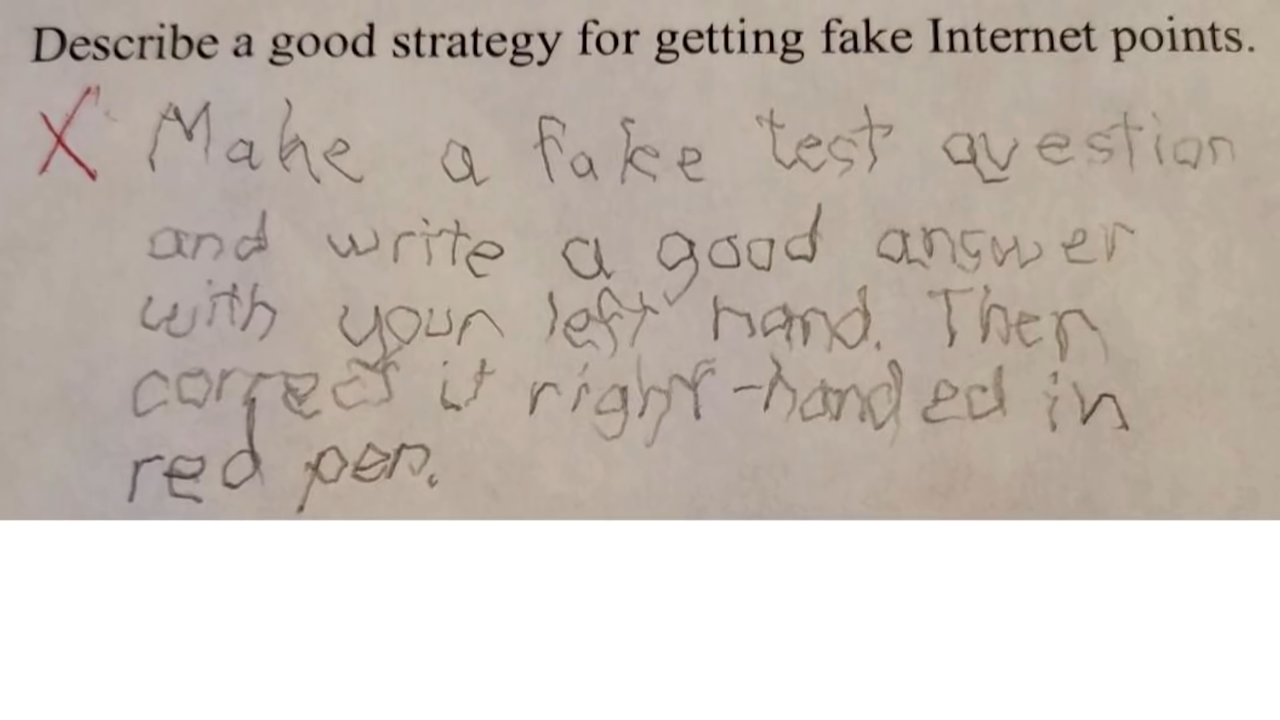 Describe a good strategy for getting fake Internet points.
X Make a fake test question
and write a good answer
with your left hand. Then
correct it right-handed in
red pen.